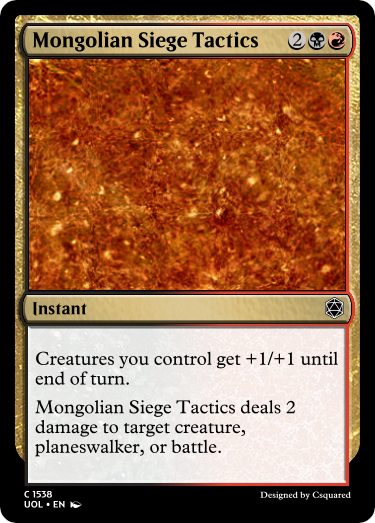 Mongolian Siege Tactics 2
Instant
Creatures you control get +1/+1 until
end of turn.
Mongolian Siege Tactics deals 2
damage to target creature,
planeswalker, or battle.
C 1538
UOL • EN
Designed by Csquared